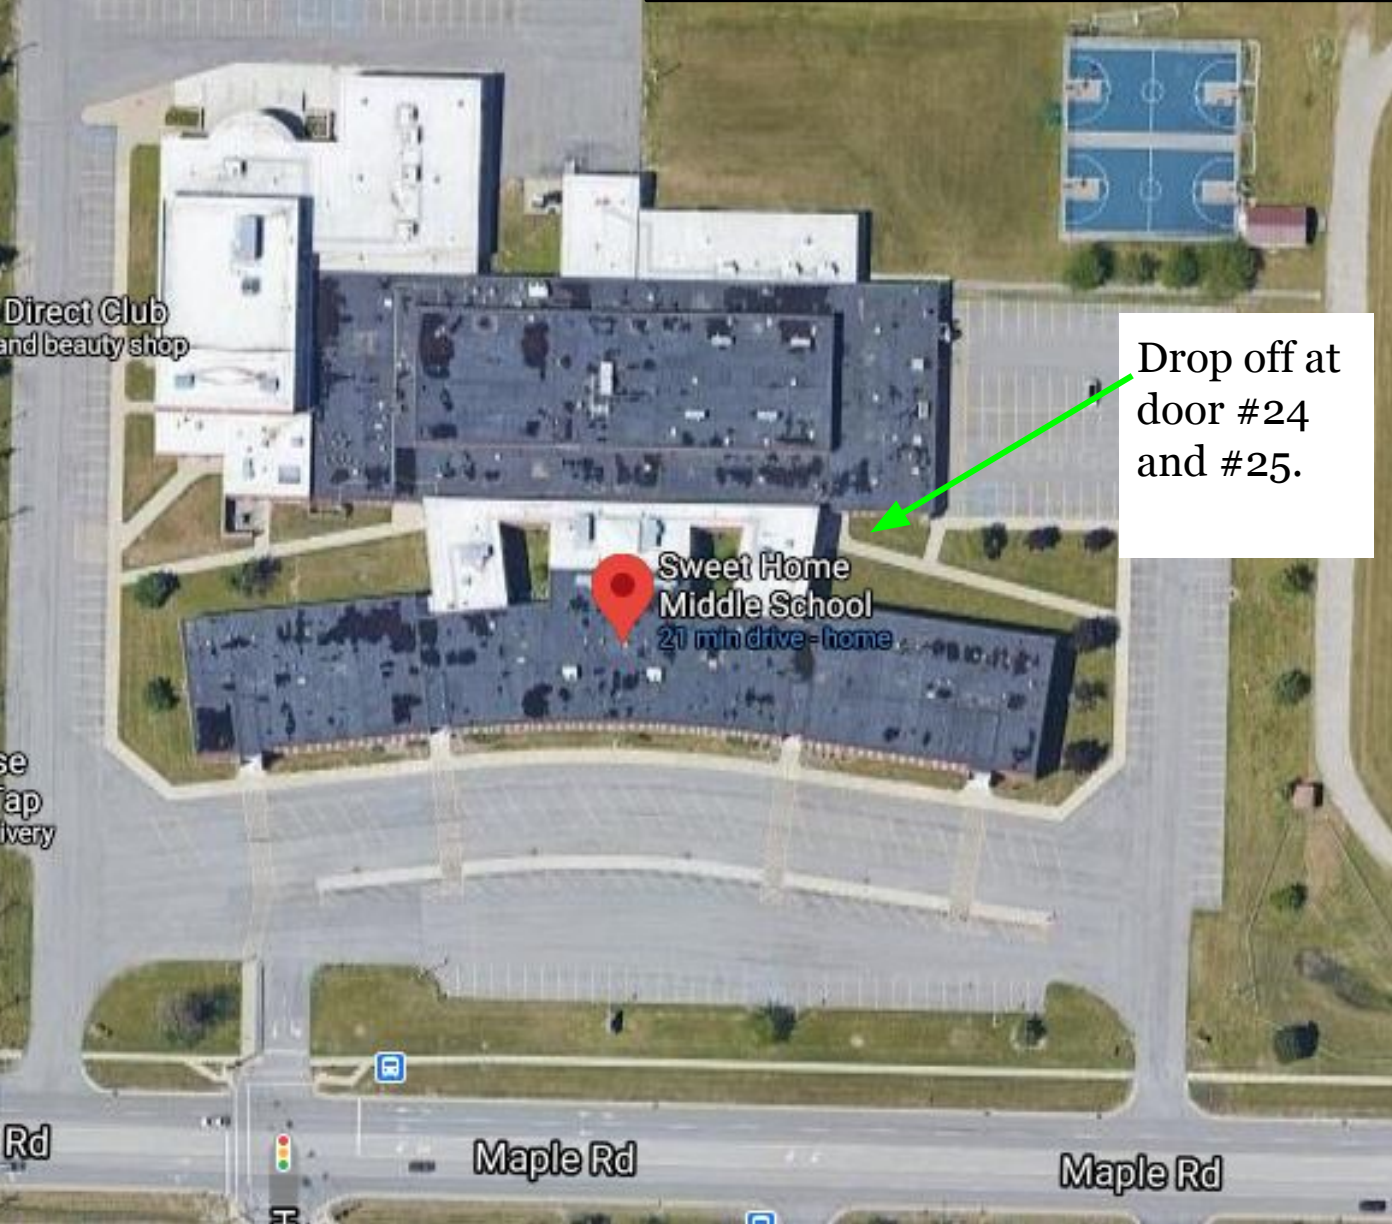 Direct Club
and beauty shop
Drop off at
door #24
and #25.
Sweet Home
Middle School
21 min drive - home
se
Tap
ivery
Rd
Maple Rd
Maple Rd
H